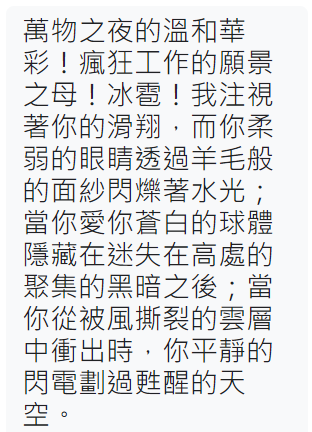 萬物之夜的溫和華
彩！瘋狂工作的願景
之母！冰雹！我注視
著你的滑翔，而你柔
弱的眼睛透過羊毛般
的面紗閃爍著水光；
當你愛你蒼白的球體
隱藏在迷失在高處的
聚集的黑暗之後；當
你從被風撕裂的雲層
中衝出時，你平靜的
閃電劃過甦醒的天
空。